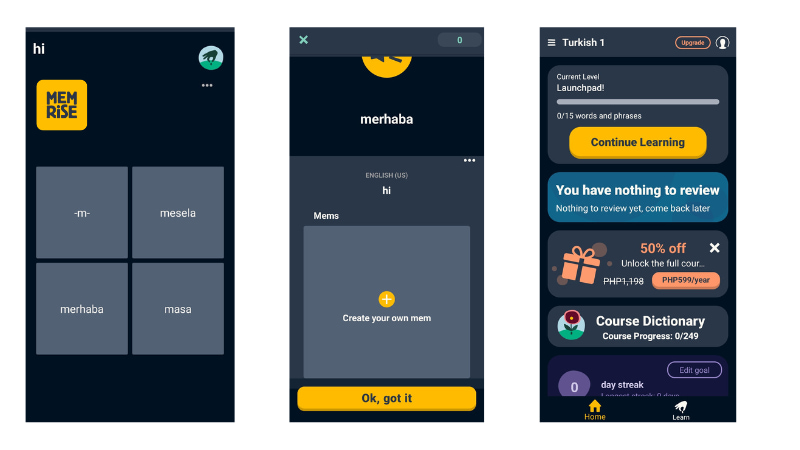 hi
MEM
RiSE
-m-
mesela
merhaba
masa
0
merhaba
ENGLISH (US)
hi
Mems
Create your own mem
Ok, got it
Turkish 1
Upgrade
Current Level
Launchpad!
0/15 words and phrases
Continue Learning
You have nothing to review
Nothing to review yet, come back later
50% off
Unlock the full cour...
PHP1,198
PHP599/year
Course Dictionary
Course Progress: 0/249
Edit goal
0
day streak
Longest streak: 0 days
Home
Learn